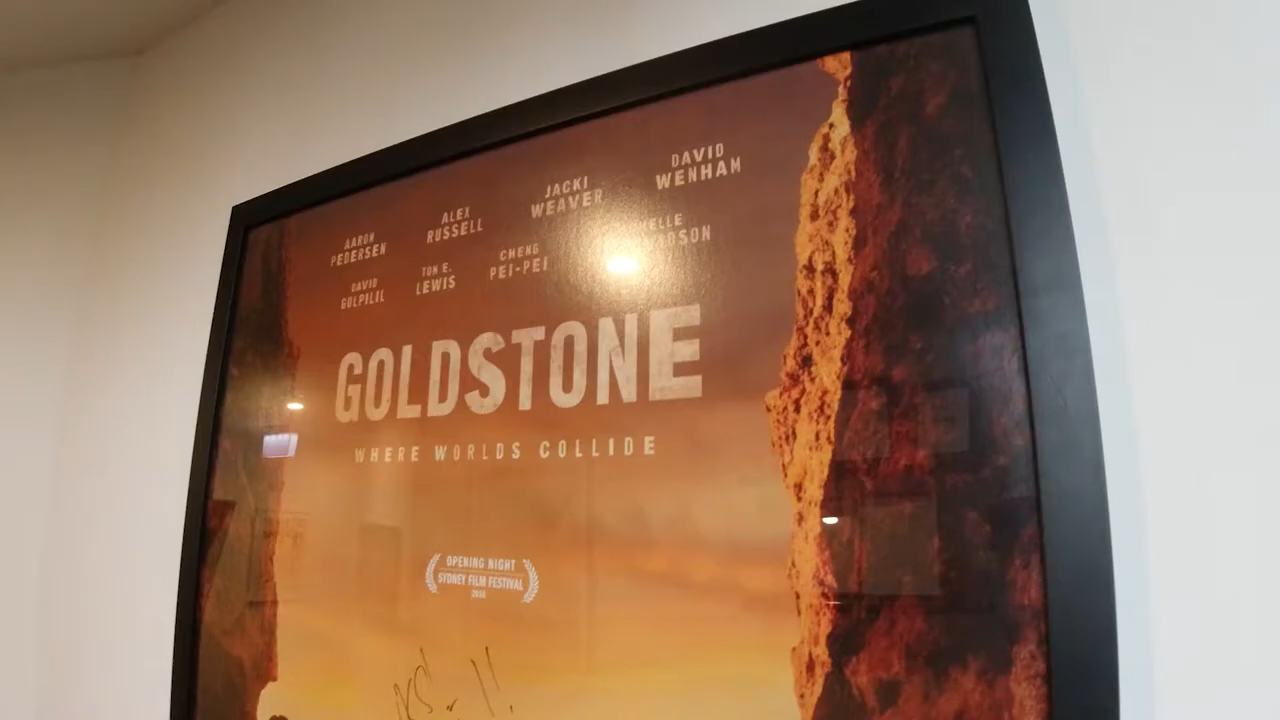 AARON PEDERSEN
ALEX RUSSELL
JACKI WEAVER
DAVID WENHAM
DAVID GULPILIL
TOM E. LEWIS
CHENG PEI-PEI
GOLDSTONE
WHERE WORLDS COLLIDE
OPENING NIGHT
SYDNEY FILM FESTIVAL
2016